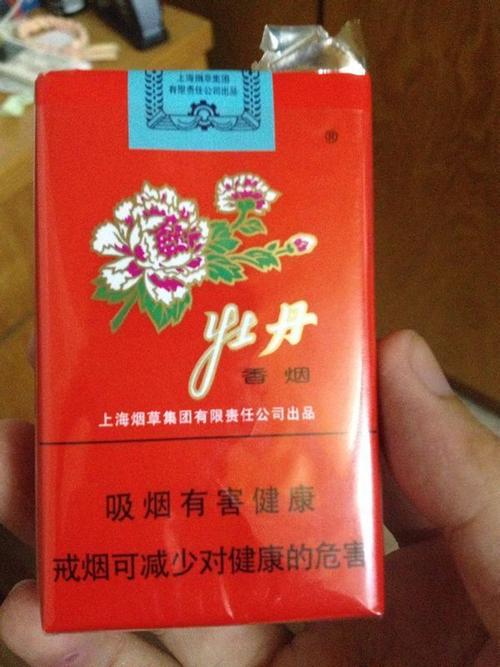 上海烟草集团
有限责任公司出品
®
牡丹
香烟
上海烟草集团有限责任公司出品
吸烟有害健康
戒烟可减少对健康的危害